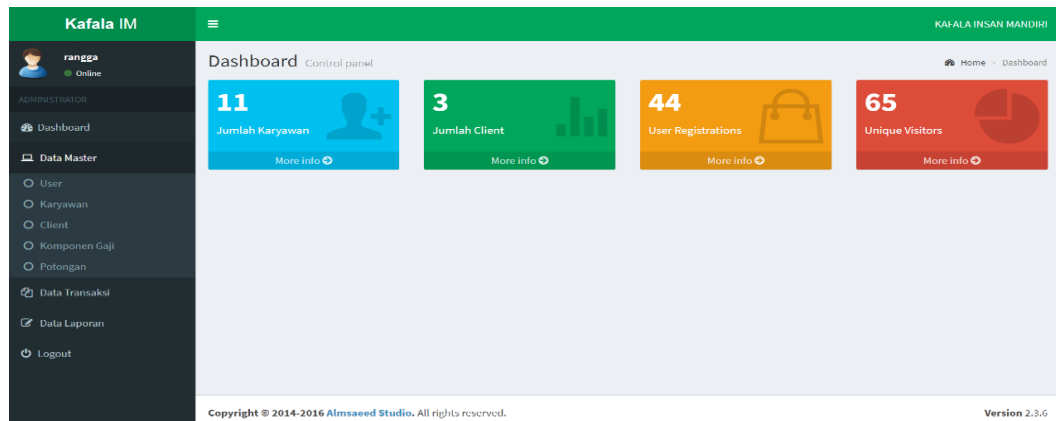 Kafala IM
KAFALA INSAN MANDIRI
rangga
Online
ADMINISTRATOR
Dashboard
Data Master
User
Karyawan
Client
Komponen Gaji
Potongan
Data Transaksi
Data Laporan
Logout
Dashboard Control panel
Home > Dashboard
11
Jumlah Karyawan
More info
3
Jumlah Client
More info
44
User Registrations
More info
65
Unique Visitors
More info
Copyright © 2014-2016 Almsaeed Studio. All rights reserved.
Version 2.3.6